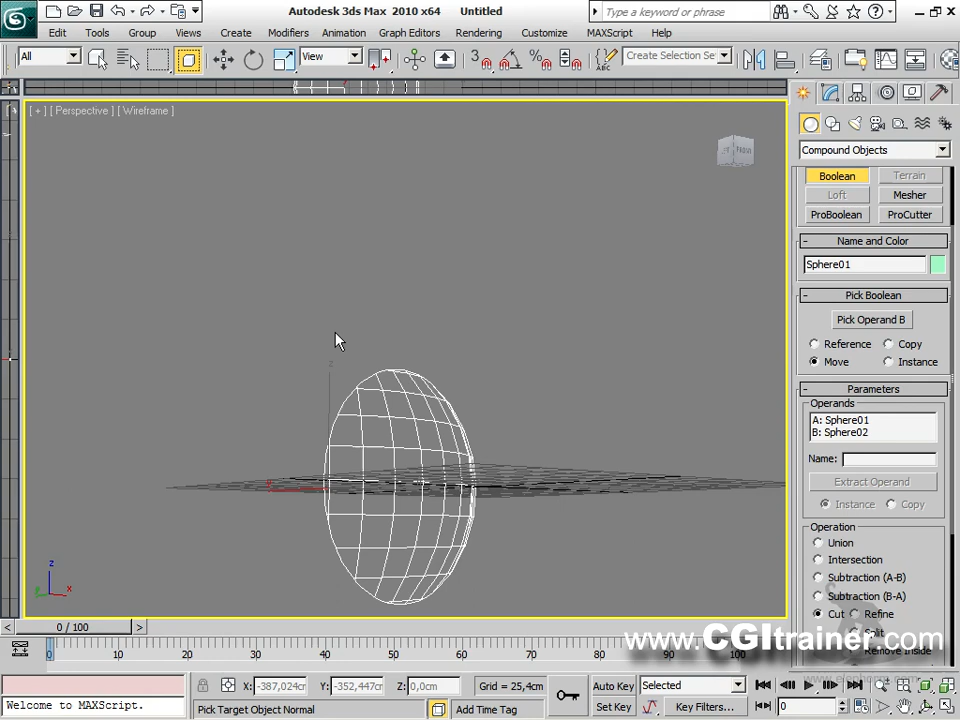 Autodesk 3ds Max 2010 x64 Untitled
Type a keyword or phrase
Edit Tools Group Views Create Modifiers Animation Graph Editors Rendering Customize MAXScript Help
All
View
Create Selection Se
[ + ] [ Perspective ] [ Wireframe ]
FRONT
Compound Objects
Boolean Terrain
Loft Mesher
ProBoolean ProCutter
- Name and Color
Sphere01
- Pick Boolean
Pick Operand B
Reference Copy
Move Instance
- Parameters
Operands
A: Sphere01
B: Sphere02
Name:
Extract Operand
Instance Copy
Operation
Union
Intersection
Subtraction (A-B)
Subtraction (B-A)
Cut Refine
Split
Remove Inside
z
x
z
x
y
< 0 / 100 >
0 10 20 30 40 50 60 70 80 90 100
www.CGItrainer.com
X: -387,024cm Y: -352,447cm Z: 0,0cm Grid = 25,4cm Auto Key Selected
Welcome to MAXScript. Pick Target Object Normal Add Time Tag Set Key Key Filters... 0